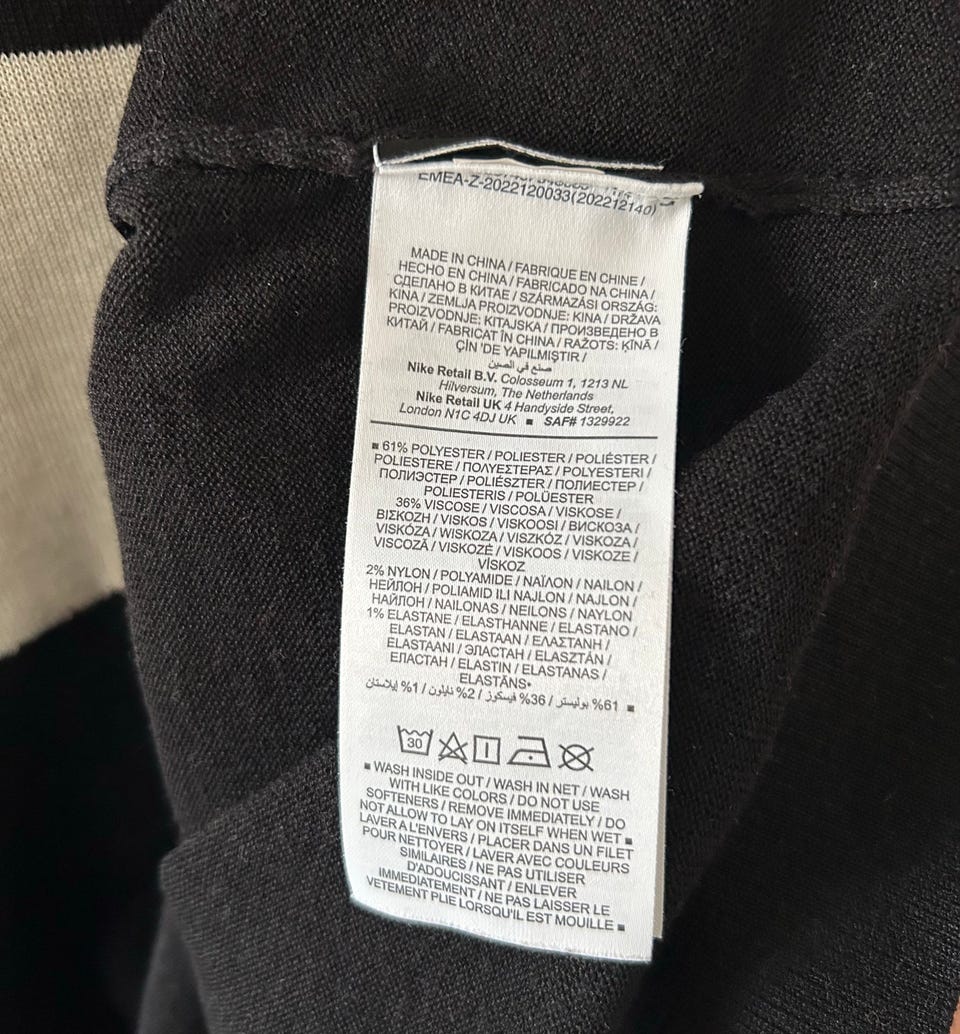 EMEA-Z-2022120033(202212140)
MADE IN CHINA / FABRIQUE EN CHINE /
HECHO EN CHINA / FABRICADO NA CHINA /
СДЕЛАНО В КИТАЕ / SZÁRMAZÁSI ORSZÁG:
KINA / ZEMLJA PROIZVODNJE: KINA / DRŽAVA
PROIZVODNJE: KITAJSKA / ПРОИЗВЕДЕНО В
КИТАЙ / FABRICAT ÎN CHINA / RAŽOTS: ĶĪNĀ /
ÇİN 'DE YAPILMIŞTIR /
صنع في الصين
Nike Retail B.V. Colosseum 1, 1213 NL
Hilversum, The Netherlands
Nike Retail UK 4 Handyside Street,
London N1C 4DJ UK ■ SAF# 1329922
■ 61% POLYESTER / POLIESTER / POLIÉSTER /
POLIESTERE / ΠΟΛΥΕΣΤΕΡΑΣ / POLYESTERI /
ПОЛИЭСТЕР / POLIÉSZTER / ПОЛИЕСТЕР /
POLIESTERIS / POLÜESTER
36% VISCOSE / VISCOSA / VISKOSE /
ΒΙΣΚΟΖΗ / VISKOS / VISKOOSI / ВИСКОЗА /
VISKÓZA / WISKOZA / VISZKÓZ / VISKOZA /
VISCOZĂ / VISKOZĖ / VISKOOS / VISKOZE /
VİSKOZ
2% NYLON / POLYAMIDE / ΝΑΪΛΟΝ / NAILON /
НЕЙЛОН / POLIAMID ILI NAJLON / NAJLON /
НАЙЛОН / NAILONAS / NEILONS / NAYLON
1% ELASTANE / ELASTHANNE / ELASTANO /
ELASTAN / ELASTAAN / ΕΛΑΣΤΑΝΗ /
ELASTAANI / ЭЛАСТАН / ELASZTÁN /
ЕЛАСТАН / ELASTIN / ELASTANAS /
ELASTĀNS•
61% بوليستر / 36% فيسكوز / 2% نايلون / 1% إيلاستان ■
30
■ WASH INSIDE OUT / WASH IN NET / WASH
WITH LIKE COLORS / DO NOT USE
SOFTENERS / REMOVE IMMEDIATELY / DO
NOT ALLOW TO LAY ON ITSELF WHEN WET ■
LAVER A L'ENVERS / PLACER DANS UN FILET
POUR NETTOYER / LAVER AVEC COULEURS
SIMILAIRES / NE PAS UTILISER
D'ADOUCISSANT / ENLEVER
IMMEDIATEMENT / NE PAS LAISSER LE
VETEMENT PLIE LORSQU'IL EST MOUILLE ■